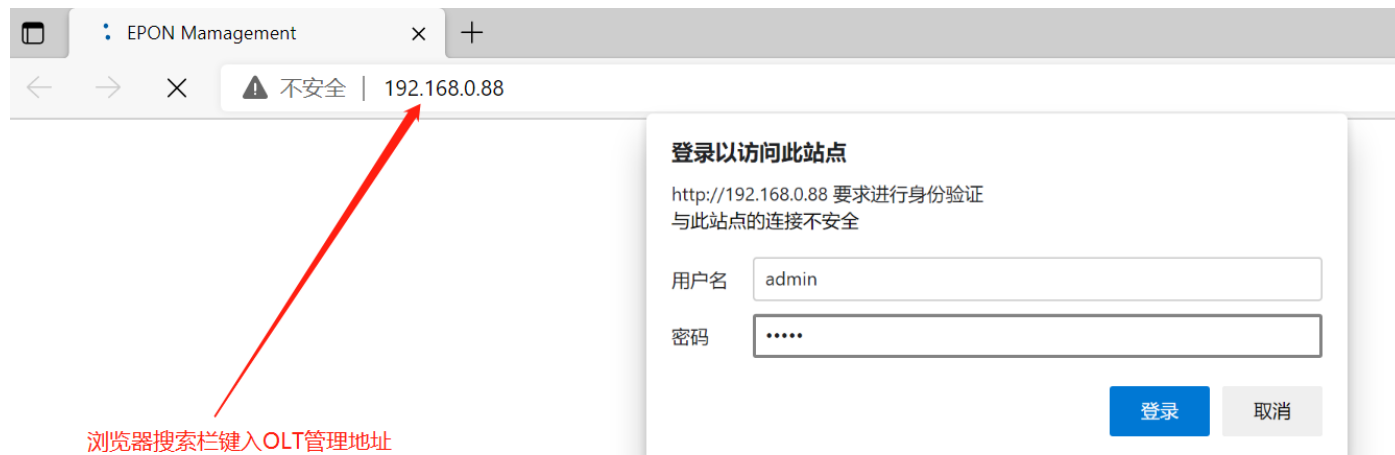 EPON Mamagement
不安全 | 192.168.0.88
登录以访问此站点
http://192.168.0.88 要求进行身份验证
与此站点的连接不安全
用户名 admin
密码 •••••
登录 取消
浏览器搜索栏键入OLT管理地址